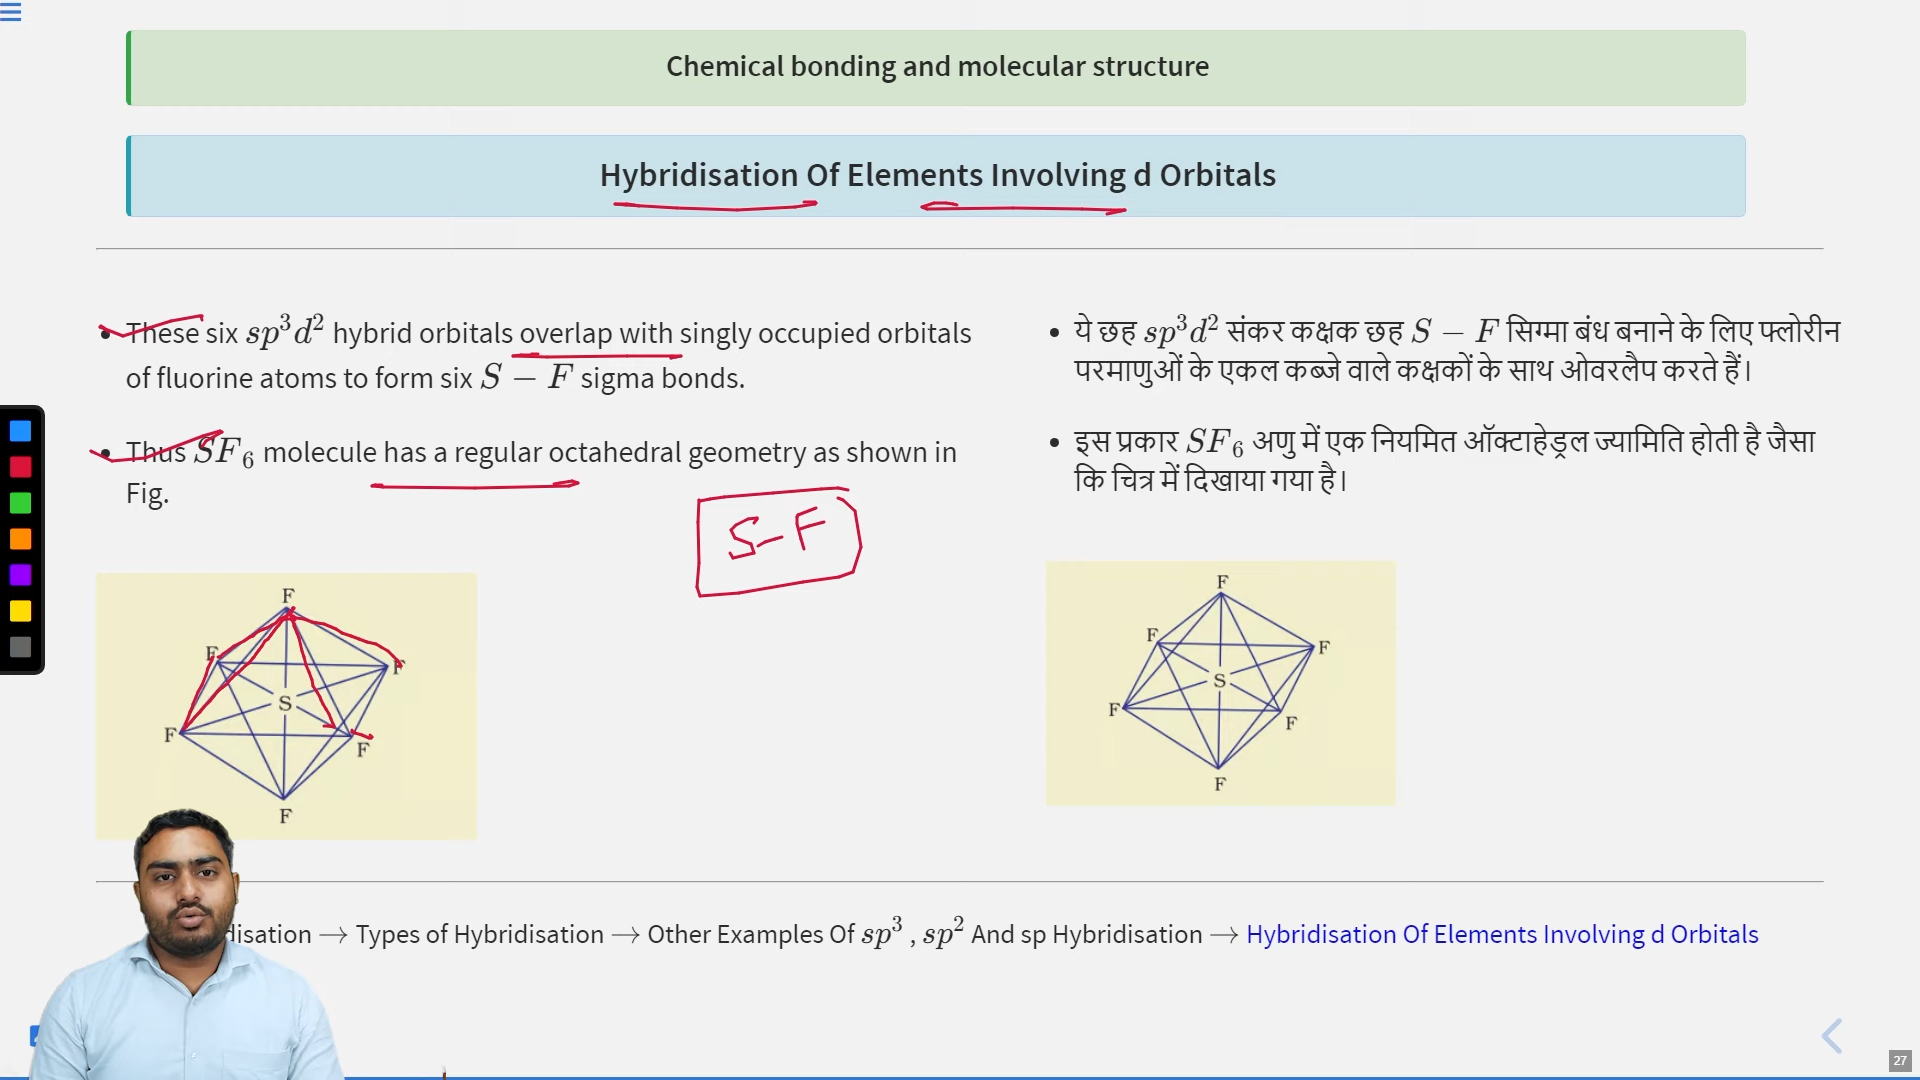 Chemical bonding and molecular structure
Hybridisation Of Elements Involving d Orbitals
• These six sp³d² hybrid orbitals overlap with singly occupied orbitals
of fluorine atoms to form six S − F sigma bonds.
• Thus SF₆ molecule has a regular octahedral geometry as shown in
Fig.
S-F
F
F
F
S
F
F
F
• ये छह sp³d² संकर कक्षक छह S − F सिग्मा बंध बनाने के लिए फ्लोरीन
परमाणुओं के एकल कब्जे वाले कक्षकों के साथ ओवरलैप करते हैं।
• इस प्रकार SF₆ अणु में एक नियमित ऑक्टाहेड्रल ज्यामिति होती है जैसा
कि चित्र में दिखाया गया है।
F
F
F
S
F
F
F
disation → Types of Hybridisation → Other Examples Of sp³ , sp² And sp Hybridisation → Hybridisation Of Elements Involving d Orbitals
27